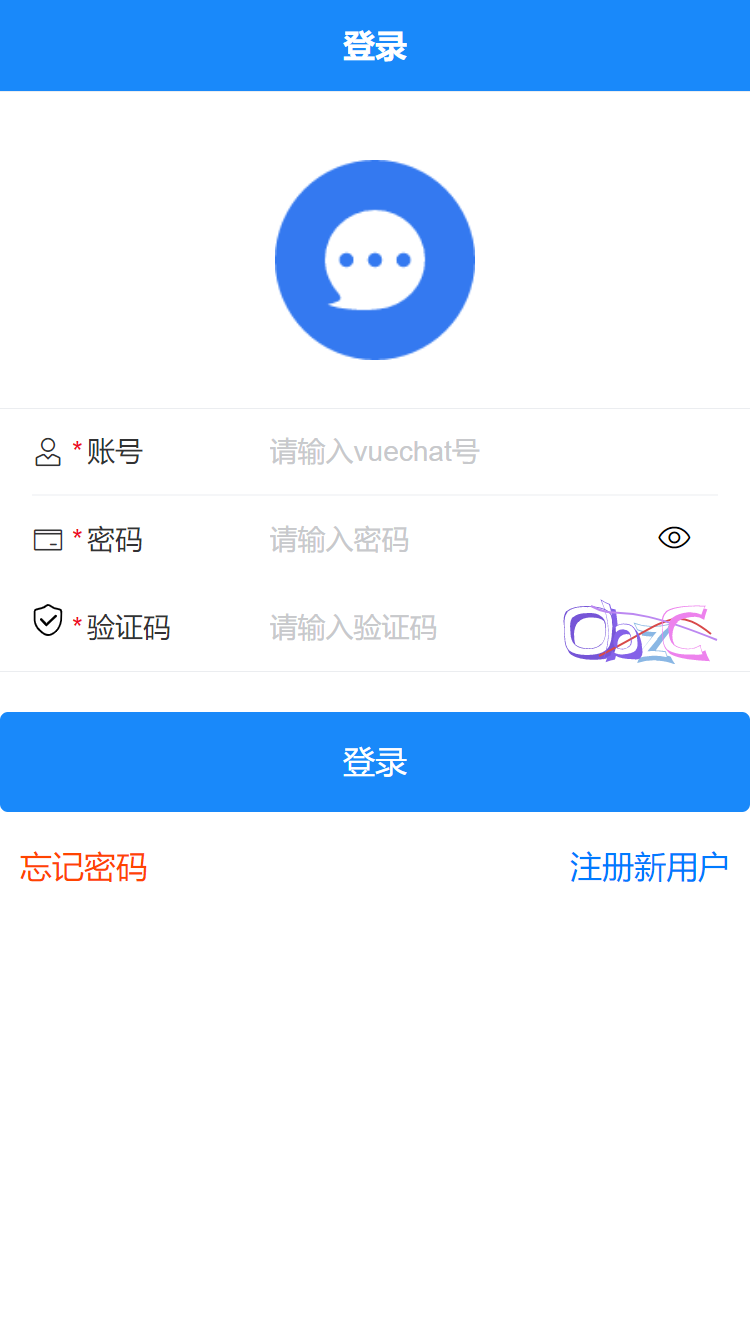 登录
* 账号 请输入vuechat号
* 密码 请输入密码
* 验证码 请输入验证码
登录
忘记密码 注册新用户